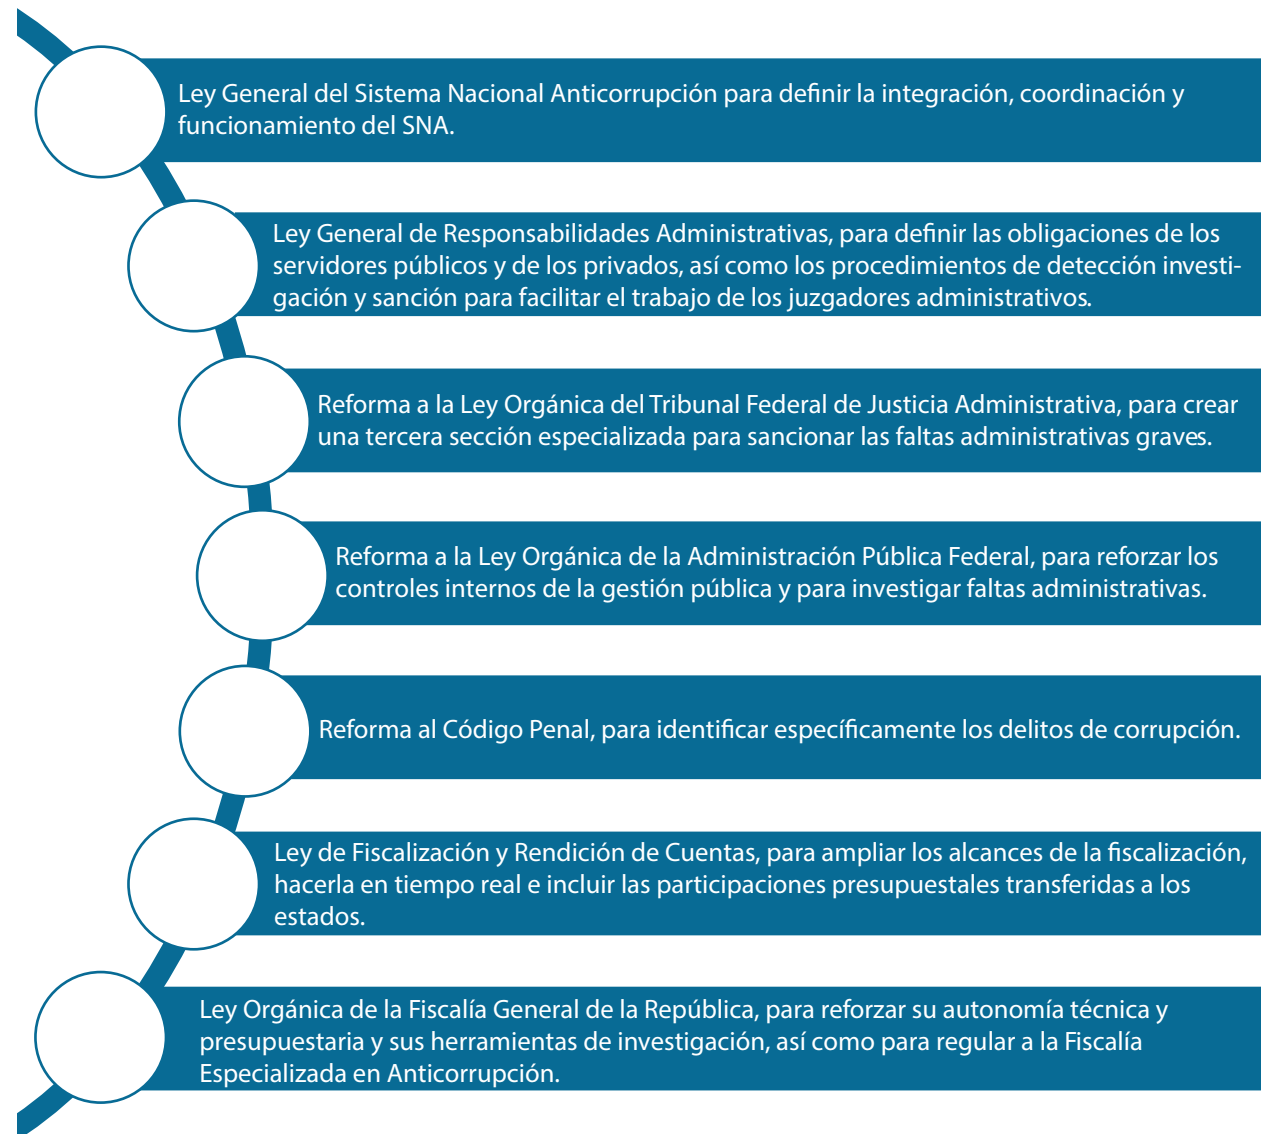 Ley General del Sistema Nacional Anticorrupción para definir la integración, coordinación y
funcionamiento del SNA.
Ley General de Responsabilidades Administrativas, para definir las obligaciones de los
servidores públicos y de los privados, así como los procedimientos de detección investi-
gación y sanción para facilitar el trabajo de los juzgadores administrativos.
Reforma a la Ley Orgánica del Tribunal Federal de Justicia Administrativa, para crear
una tercera sección especializada para sancionar las faltas administrativas graves.
Reforma a la Ley Orgánica de la Administración Pública Federal, para reforzar los
controles internos de la gestión pública y para investigar faltas administrativas.
Reforma al Código Penal, para identificar específicamente los delitos de corrupción.
Ley de Fiscalización y Rendición de Cuentas, para ampliar los alcances de la fiscalización,
hacerla en tiempo real e incluir las participaciones presupuestales transferidas a los
estados.
Ley Orgánica de la Fiscalía General de la República, para reforzar su autonomía técnica y
presupuestaria y sus herramientas de investigación, así como para regular a la Fiscalía
Especializada en Anticorrupción.